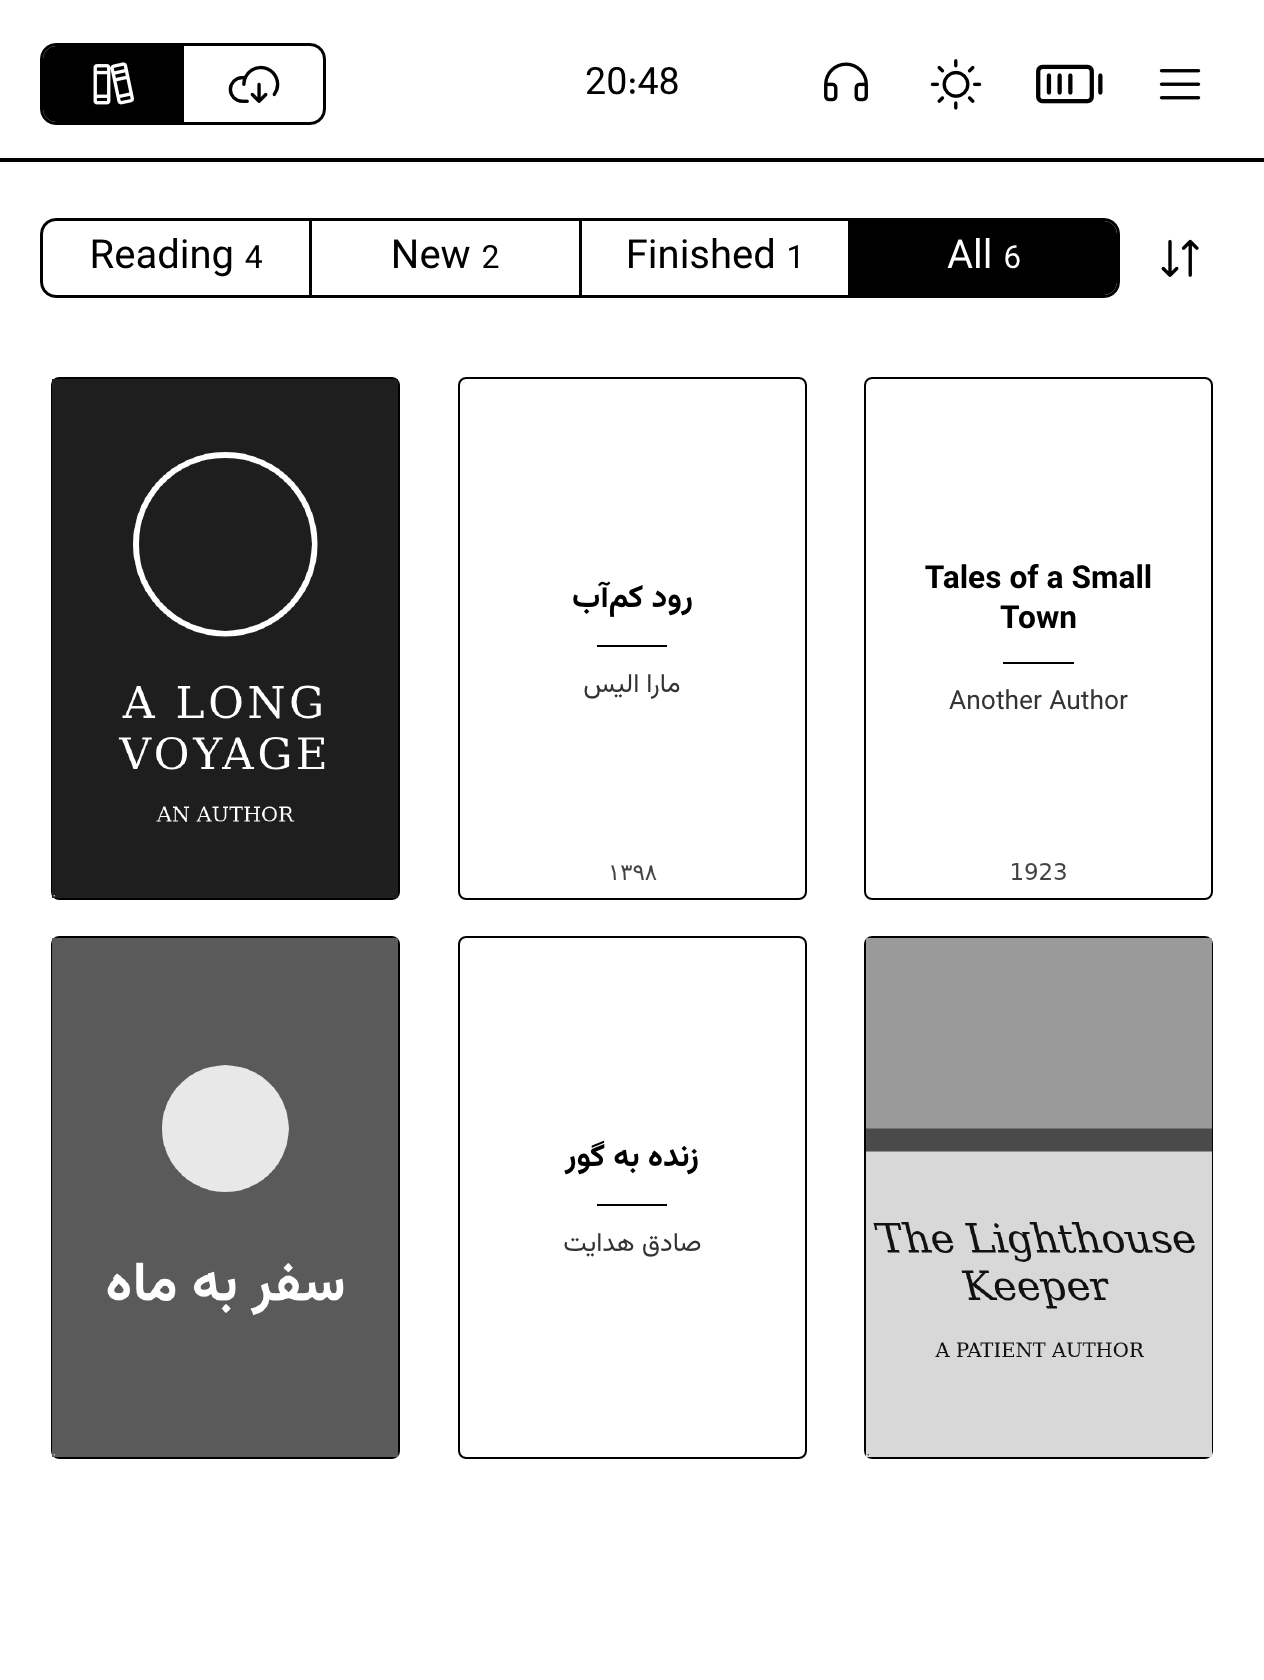 20:48
Reading 4
New 2
Finished 1
All 6
A LONG
VOYAGE
AN AUTHOR
رود کم‌آب
مارا الیس
۱۳۹۸
Tales of a Small
Town
Another Author
1923
سفر به ماه
زنده به گور
صادق هدایت
The Lighthouse
Keeper
A PATIENT AUTHOR